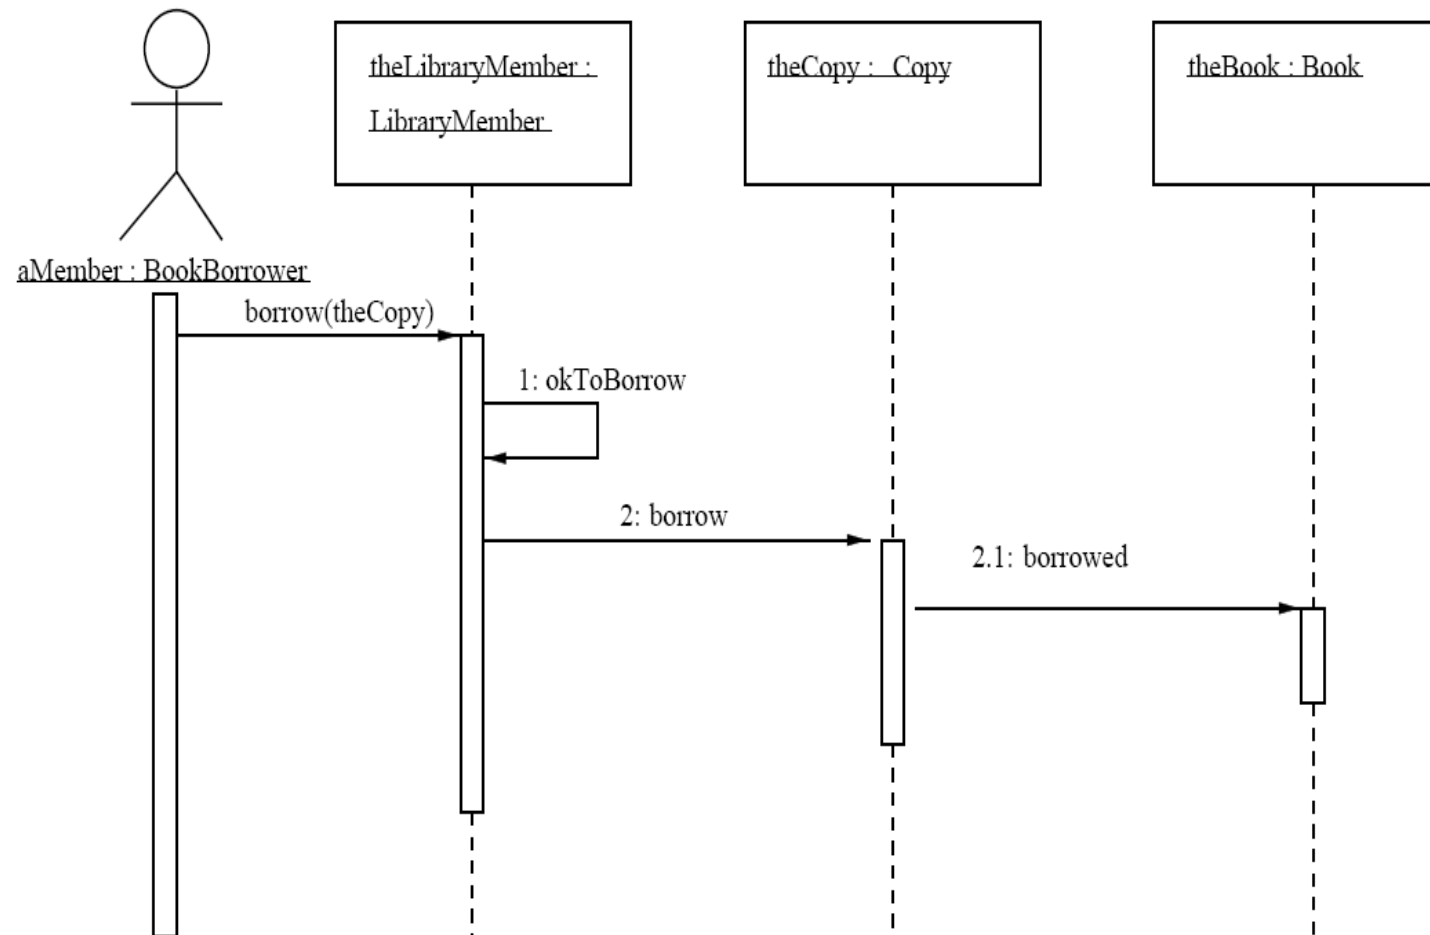 theLibraryMember :
LibraryMember
theCopy : Copy
theBook : Book
aMember : BookBorrower
borrow(theCopy)
1: okToBorrow
2: borrow
2.1: borrowed